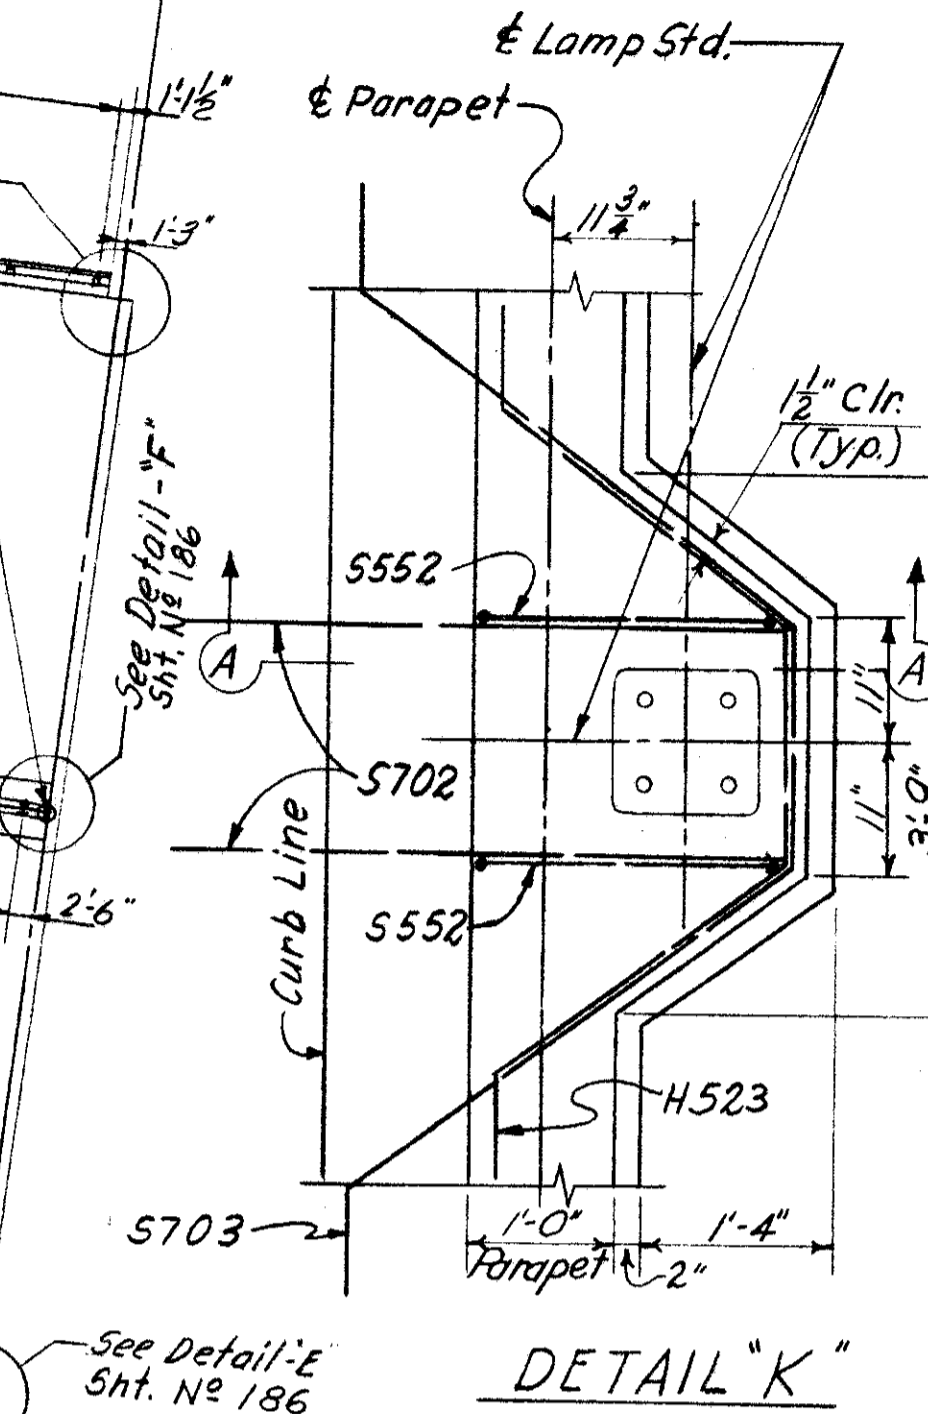 ℄ Lamp Std.
1'-1½"
℄ Parapet
1'-3"
11 ¾"
1½" Clr.
(Typ.)
See Detail-"F"
Sht. Nº 186
S552
A
A
11"
S702
11"
3'-0"
Curb Line
2'-6"
S552
H523
S703
1'-0"
Parapet
2"
1'-4"
See Detail-"E"
Sht. Nº 186
DETAIL "K"